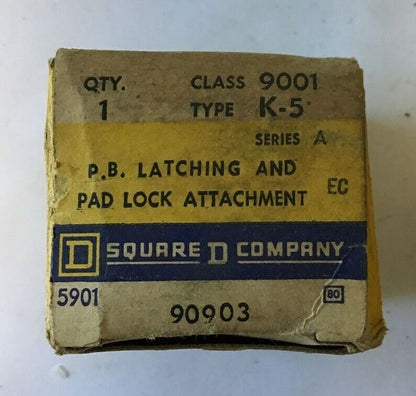 QTY. CLASS 9001
1 TYPE K-5
SERIES A
P.B. LATCHING AND
PAD LOCK ATTACHMENT EC
D SQUARE D COMPANY
5901 80
90903